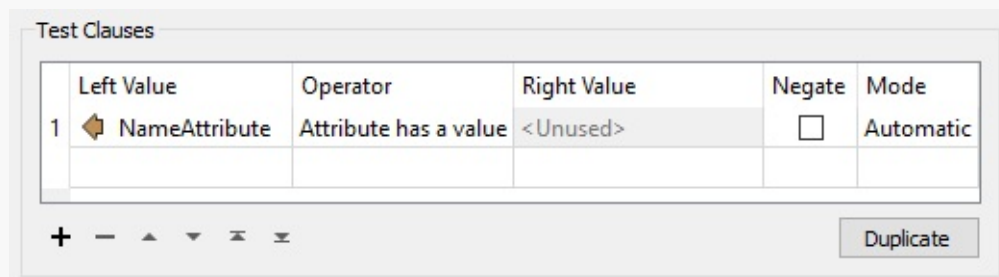 Test Clauses
Left Value Operator Right Value Negate Mode
1 NameAttribute Attribute has a value <Unused> Automatic
Duplicate